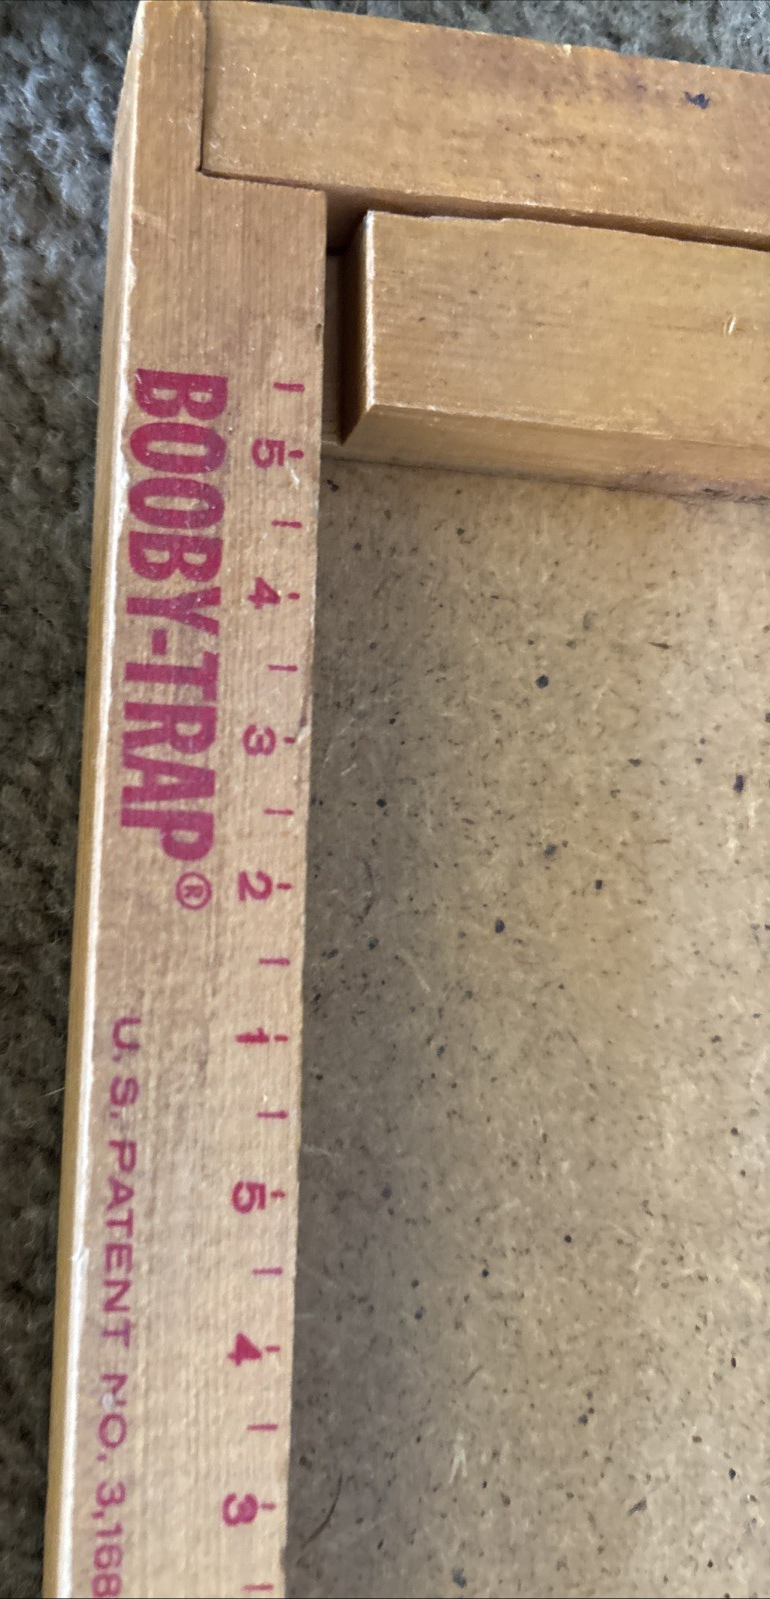 BOOBY-TRAP®
5 4 3 2 1 5 4 3
U.S. PATENT NO. 3,168